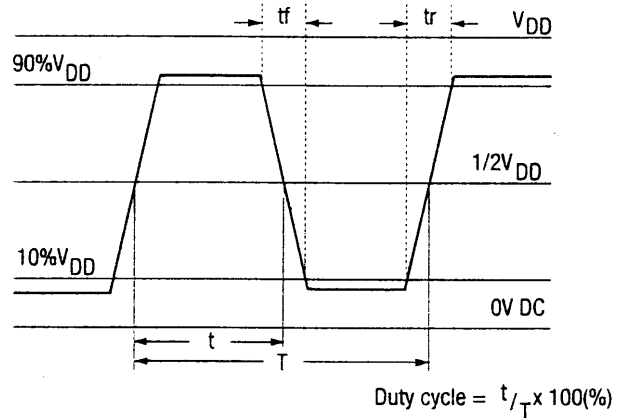 tf
tr
VDD
90%VDD
1/2VDD
10%VDD
0V DC
t
T
Duty cycle = t/T x 100(%)